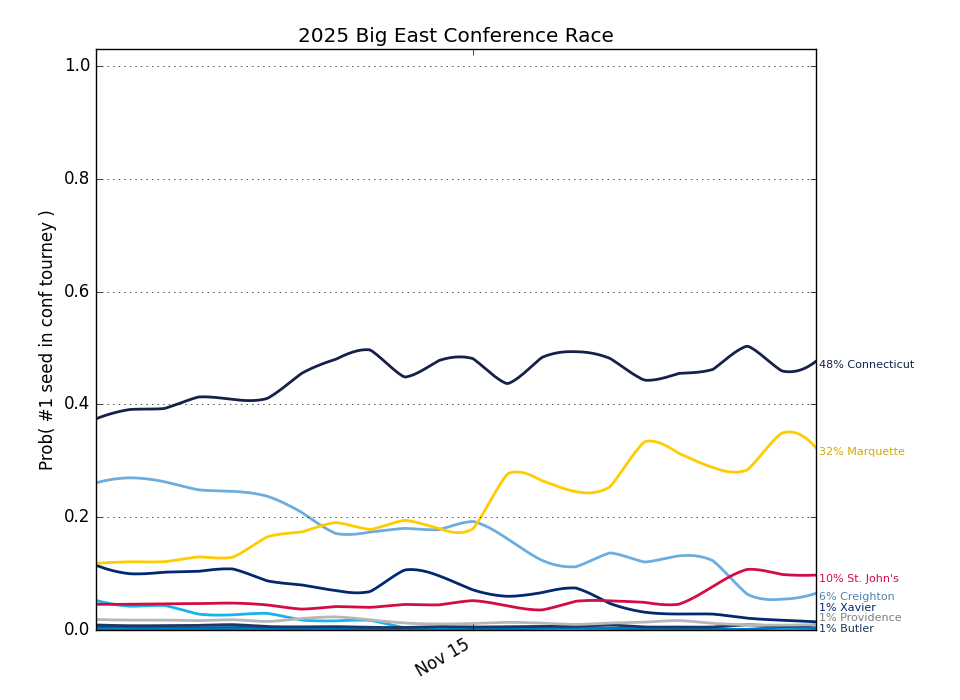 2025 Big East Conference Race
Prob( #1 seed in conf tourney )
1.0
0.8
0.6
0.4
0.2
0.0
Nov 15
48% Connecticut
32% Marquette
10% St. John's
6% Creighton
1% Xavier
1% Providence
1% Butler